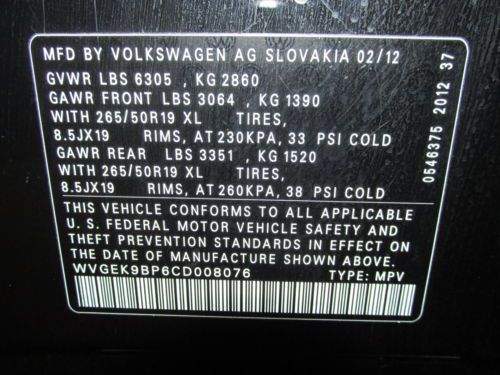 MFD BY VOLKSWAGEN AG SLOVAKIA 02/12
GVWR LBS 6305 , KG 2860
GAWR FRONT LBS 3064 , KG 1390
WITH 265/50R19 XL TIRES,
8.5JX19 RIMS, AT 230KPA, 33 PSI COLD
GAWR REAR LBS 3351 , KG 1520
WITH 265/50R19 XL TIRES,
8.5JX19 RIMS, AT 260KPA, 38 PSI COLD
THIS VEHICLE CONFORMS TO ALL APPLICABLE
U. S. FEDERAL MOTOR VEHICLE SAFETY AND
THEFT PREVENTION STANDARDS IN EFFECT ON
THE DATE OF MANUFACTURE SHOWN ABOVE.
WVGEK9BP6CD008076 TYPE: MPV
0546375 2012 37